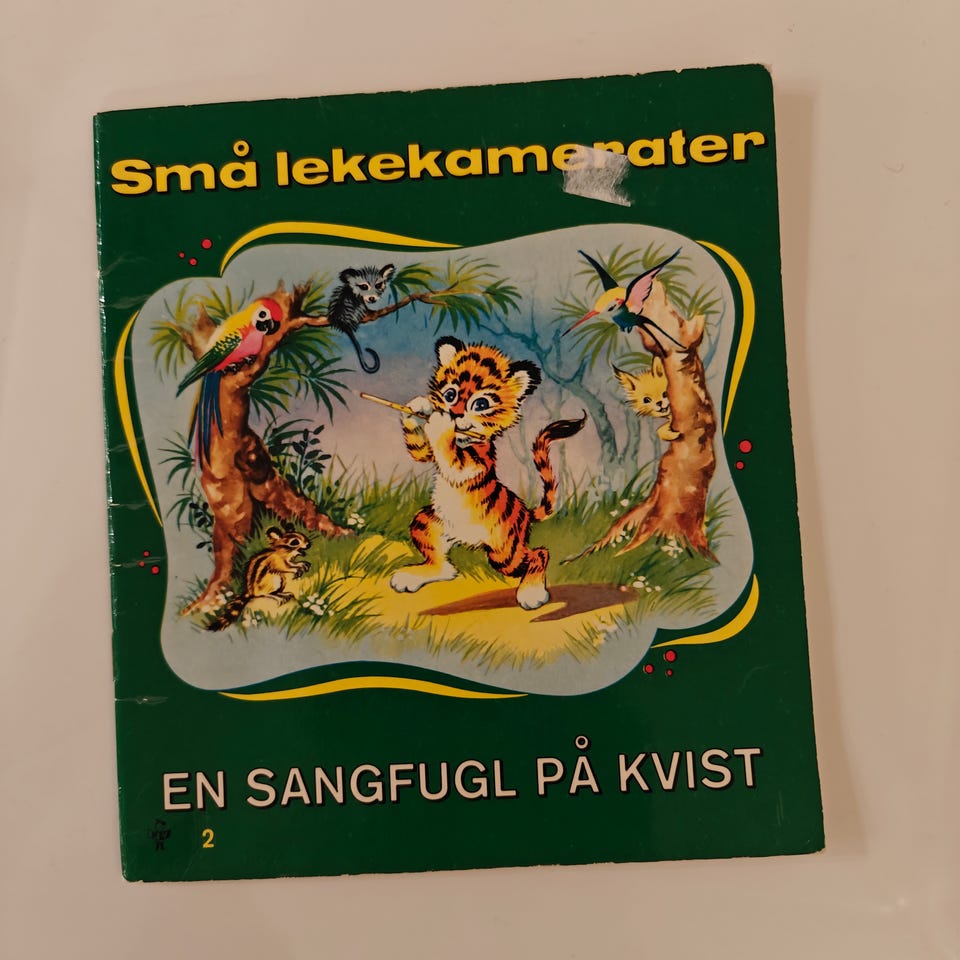 Små lekekamerater
EN SANGFUGL PÅ KVIST
2